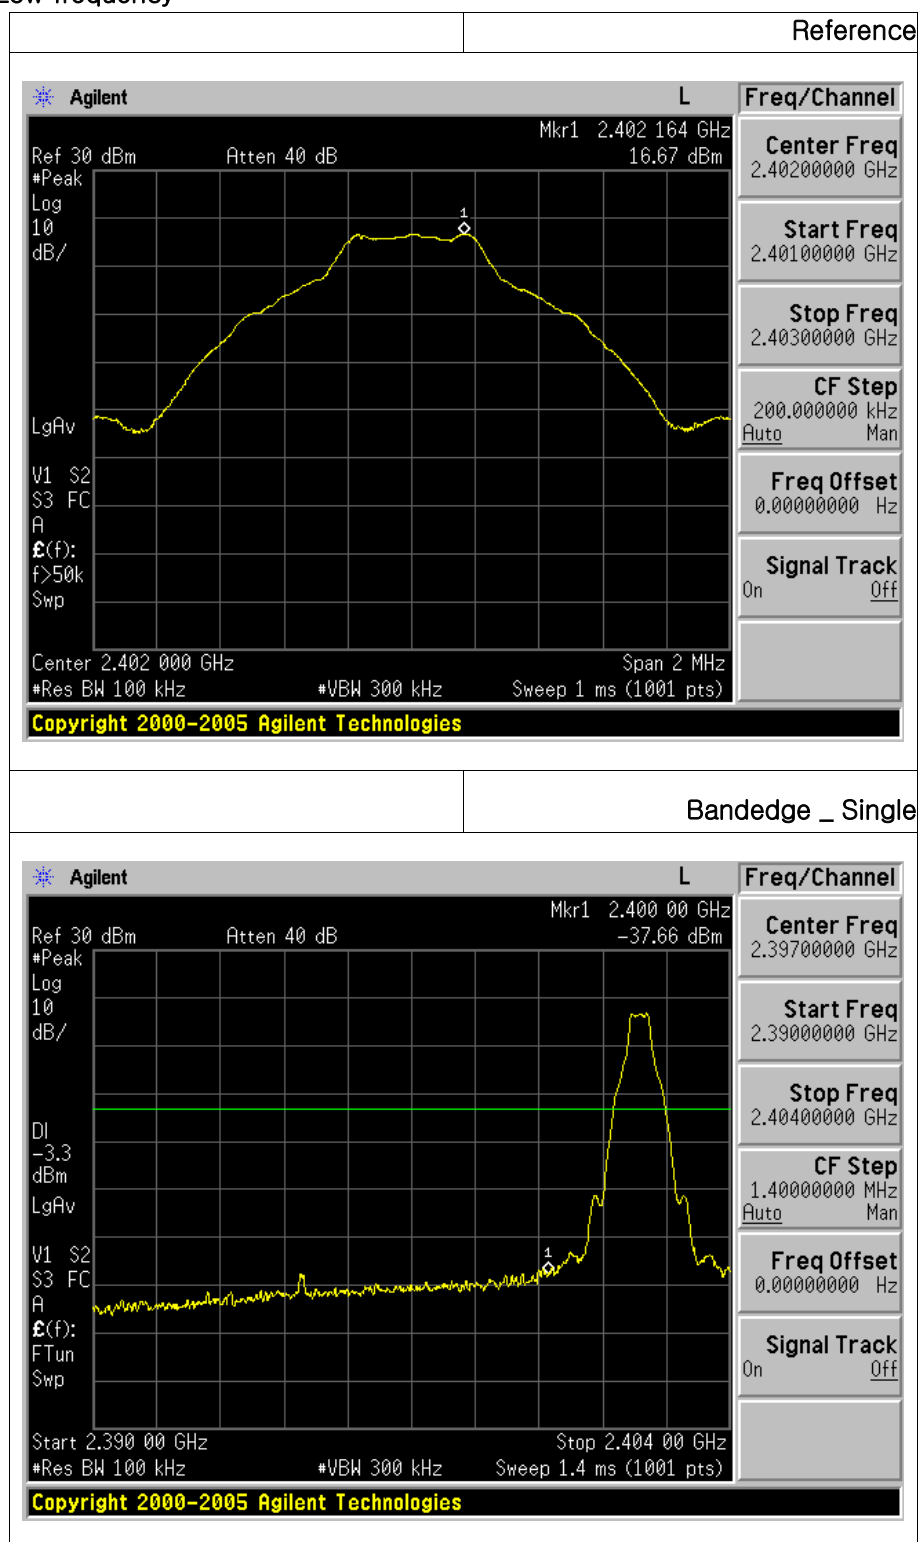 Low frequency
Reference
Agilent L Freq/Channel
Mkr1 2.402 164 GHz
Ref 30 dBm Atten 40 dB 16.67 dBm
#Peak
Log
10
dB/
1
LgAv
V1 S2
S3 FC
A
£(f):
f>50k
Swp
Center 2.402 000 GHz Span 2 MHz
#Res BW 100 kHz #VBW 300 kHz Sweep 1 ms (1001 pts)
Copyright 2000-2005 Agilent Technologies
Center Freq
2.40200000 GHz
Start Freq
2.40100000 GHz
Stop Freq
2.40300000 GHz
CF Step
200.000000 kHz
Auto Man
Freq Offset
0.00000000 Hz
Signal Track
On Off
Bandedge _ Single
Agilent L Freq/Channel
Mkr1 2.400 00 GHz
Ref 30 dBm Atten 40 dB -37.66 dBm
#Peak
Log
10
dB/
DI
-3.3
dBm
LgAv
1
V1 S2
S3 FC
A
£(f):
FTun
Swp
Start 2.390 00 GHz Stop 2.404 00 GHz
#Res BW 100 kHz #VBW 300 kHz Sweep 1.4 ms (1001 pts)
Copyright 2000-2005 Agilent Technologies
Center Freq
2.39700000 GHz
Start Freq
2.39000000 GHz
Stop Freq
2.40400000 GHz
CF Step
1.40000000 MHz
Auto Man
Freq Offset
0.00000000 Hz
Signal Track
On Off